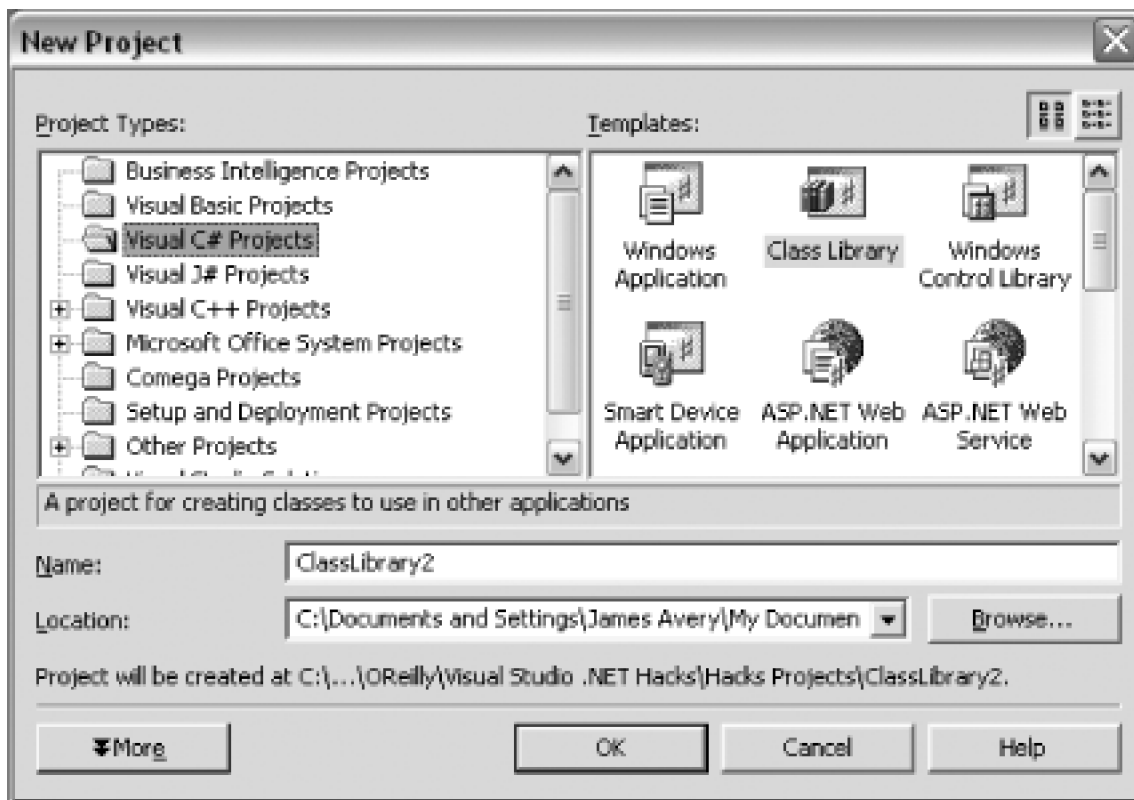 New Project
Project Types:
Templates:
Business Intelligence Projects
Visual Basic Projects
Visual C# Projects
Visual J# Projects
Visual C++ Projects
Microsoft Office System Projects
Comega Projects
Setup and Deployment Projects
Other Projects
Windows
Application
Class Library
Windows
Control Library
Smart Device
Application
ASP.NET Web
Application
ASP.NET Web
Service
A project for creating classes to use in other applications
Name:
ClassLibrary2
Location:
C:\Documents and Settings\James Avery\My Documen
Browse...
Project will be created at C:\...\OReilly\Visual Studio .NET Hacks\Hacks Projects\ClassLibrary2.
More
OK
Cancel
Help